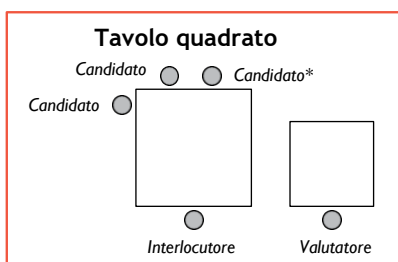 Tavolo quadrato
Candidato
Candidato*
Candidato
Interlocutore
Valutatore